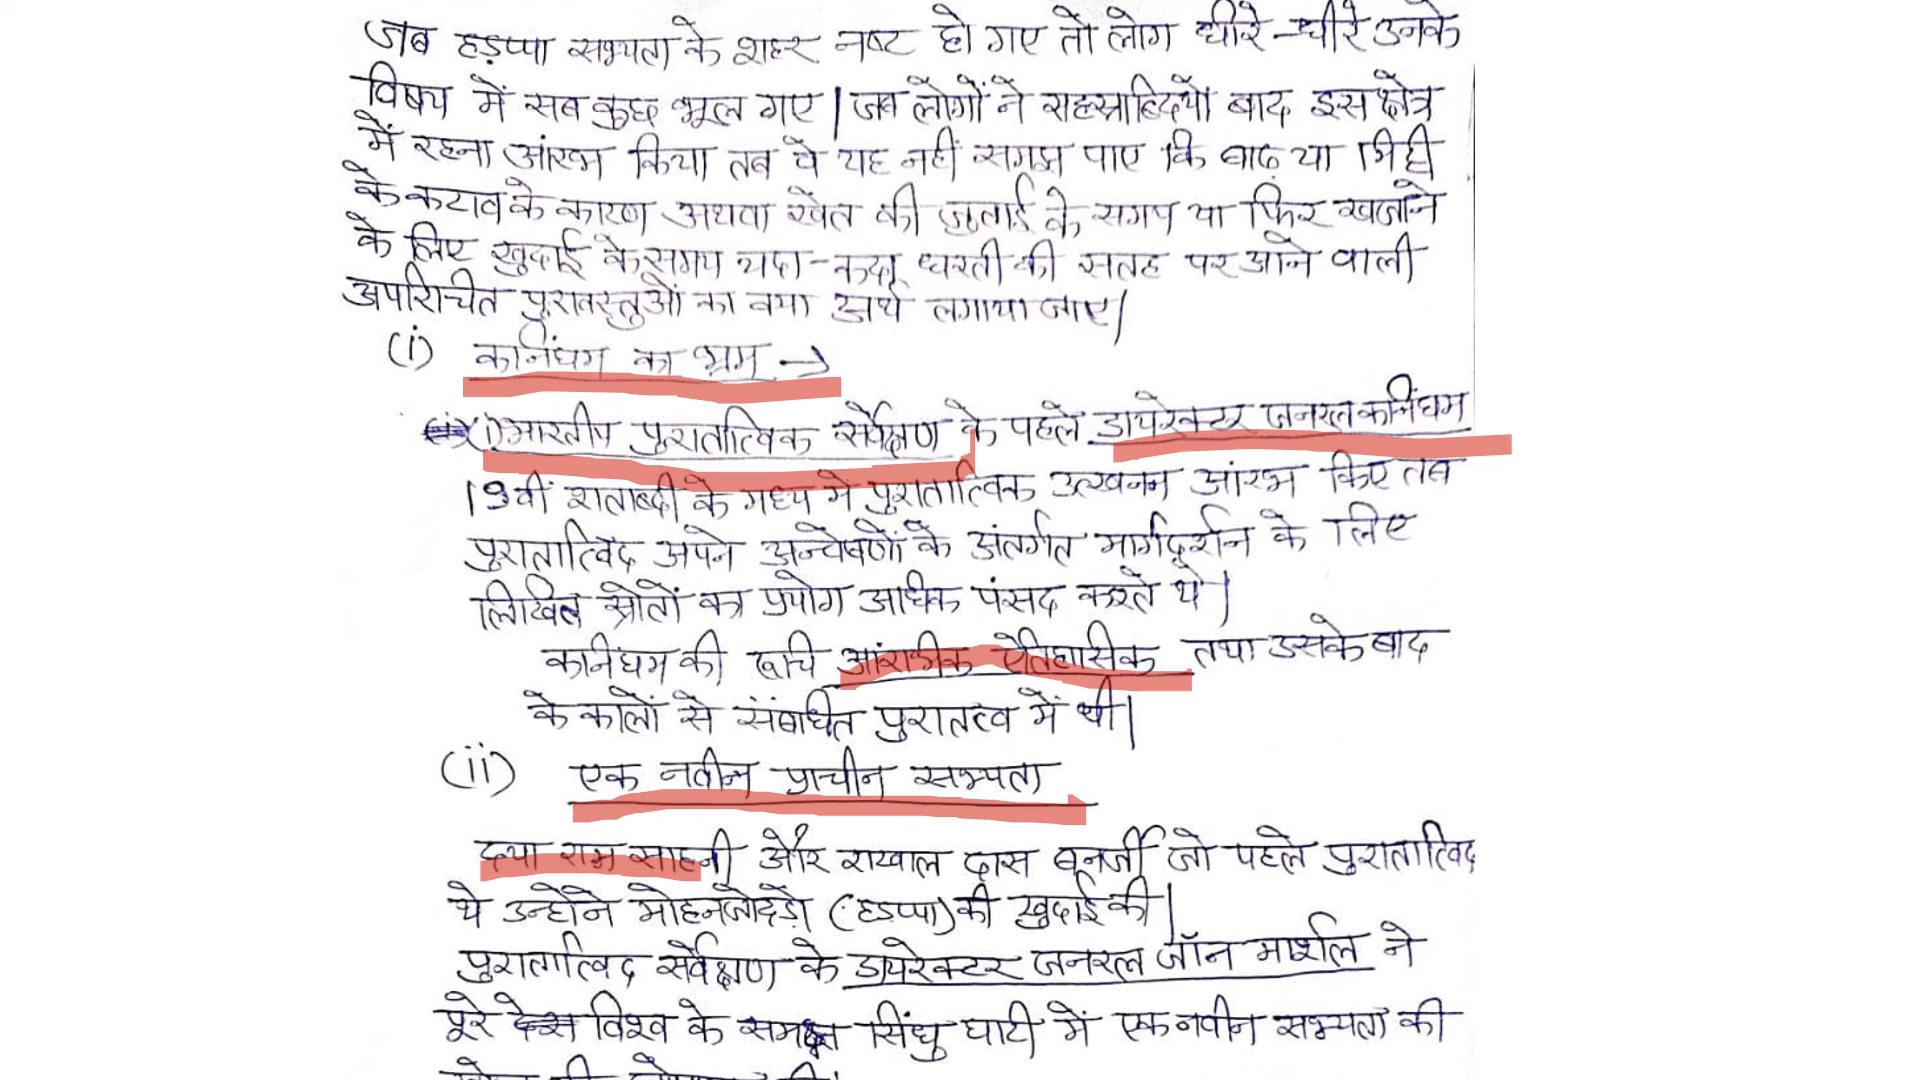 जब हड़प्पा सभ्यता के शहर नष्ट हो गए तो लोग धीरे-धीरे उनके
विषय में सब कुछ भूल गए | जब लोगों ने सहस्राब्दियों बाद इस क्षेत्र
में रहना आंरभ किया तब वे यह नहीं समझ पाए कि बाढ़ या मिट्टी
के कटाव के कारण अथवा खेत की जुताई के समय या फिर खजाने
के लिए खुदाई के समय यदा-कदा धरती की सतह पर आने वाली
अपरिचित पुरावस्तुओं का क्या अर्थ लगाया जाए|
(i) कनिंघम का भ्रम →
(i) भारतीय पुरातात्विक सर्वेक्षण के पहले डायरेक्टर जनरल कनिंघम
19वीं शताब्दी के मध्य में पुरातात्विक उत्खनन आंरभ किए तब
पुरातात्विद अपने अन्वेषणों के अंतर्गत मार्गदर्शन के लिए
लिखित स्रोतों का प्रयोग अधिक पंसद करते थे|
कनिंघम की रूचि आंरभिक ऐतिहासिक तथा उसके बाद
के कालों से संबंधित पुरातत्व में थी|
(ii) एक नवीन प्राचीन सभ्यता
दया राम साहनी और राखाल दास बनर्जी जो पहले पुरातात्विद
थे उन्होंने मोहनजोदड़ो (हड़प्पा) की खुदाई की|
पुरातात्विद सर्वेक्षण के डायरेक्टर जनरल जॉन मार्शल ने
पूरे विश्व के समक्ष सिंधु घाटी में एक नवीन सभ्यता की